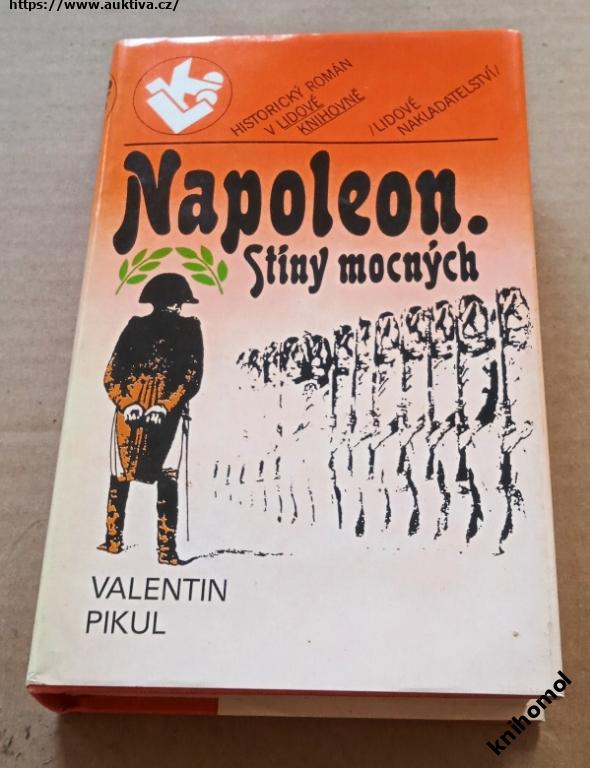 https://www.auktiva.cz/
HISTORICKÝ ROMÁN
V LIDOVÉ
KNIHOVNĚ
/LIDOVÉ
NAKLADATELSTVÍ/
Napoleon.
Stíny mocných
VALENTIN
PIKUL
knihomol